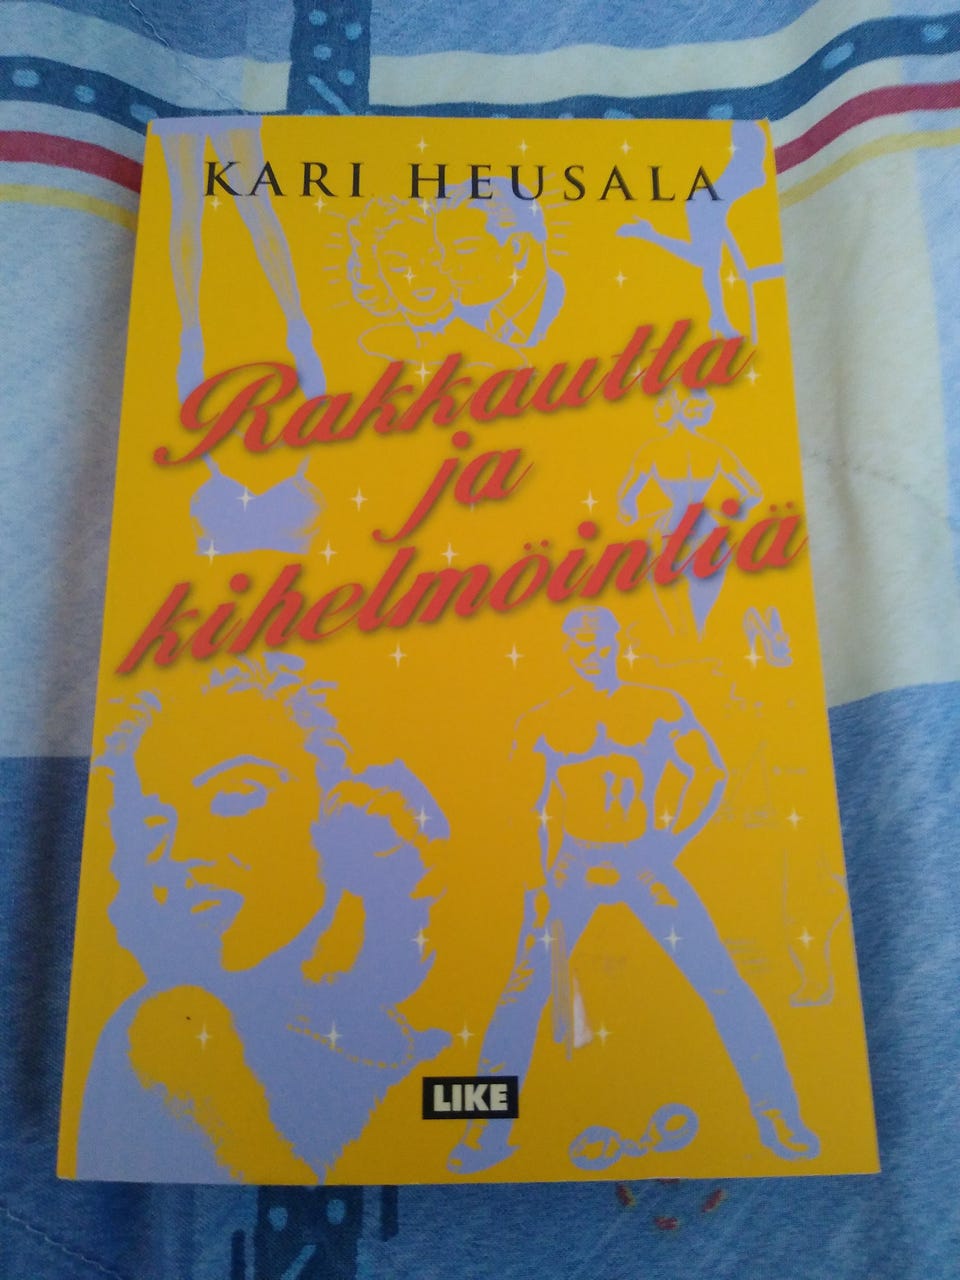 KARI HEUSALA
Rakkautta
ja
kihelmöintiä
LIKE